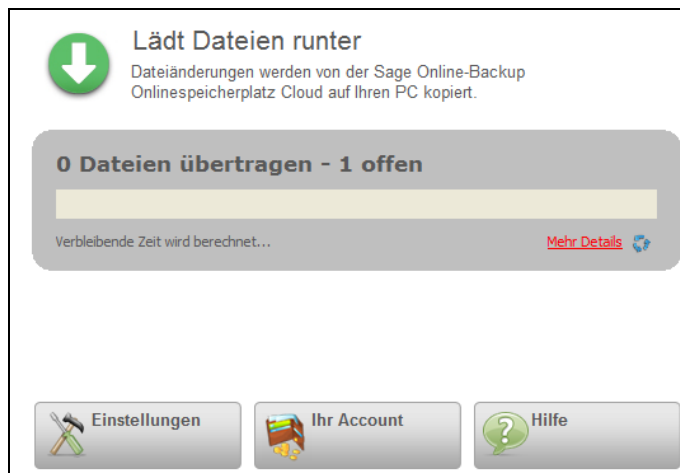 Lädt Dateien runter
Dateiänderungen werden von der Sage Online-Backup
Onlinespeicherplatz Cloud auf Ihren PC kopiert.
0 Dateien übertragen - 1 offen
Verbleibende Zeit wird berechnet...
Mehr Details
Einstellungen
Ihr Account
Hilfe